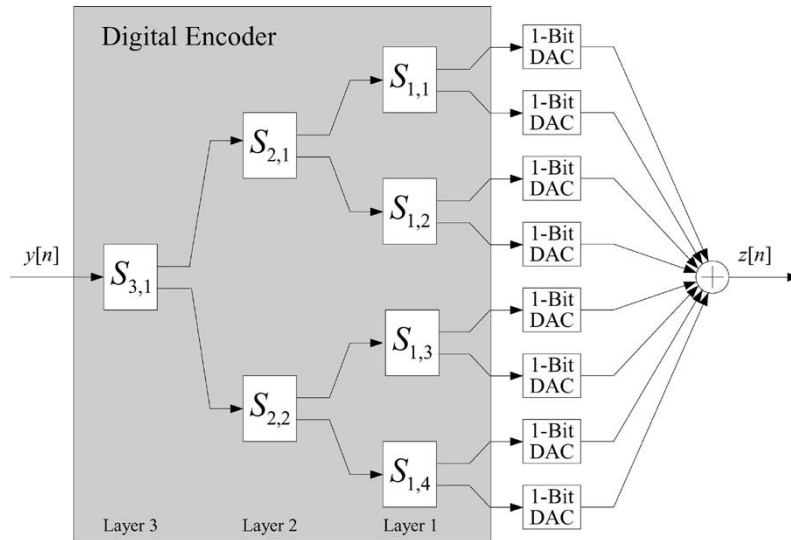 Digital Encoder
S1,1
S2,1
S1,2
y[n]
S3,1
S1,3
S2,2
S1,4
Layer 3
Layer 2
Layer 1
1-Bit
DAC
1-Bit
DAC
1-Bit
DAC
1-Bit
DAC
1-Bit
DAC
1-Bit
DAC
1-Bit
DAC
1-Bit
DAC
+
z[n]